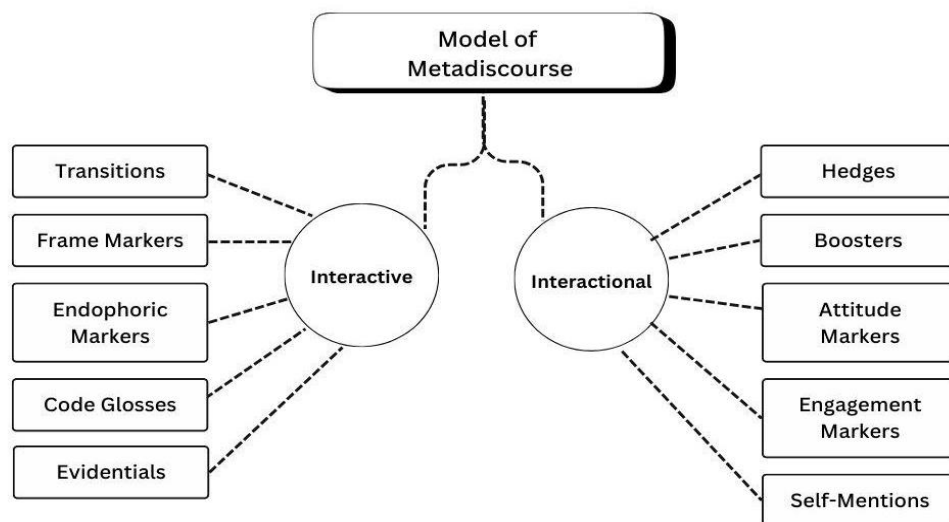 Model of
Metadiscourse
Transitions
Frame Markers
Endophoric
Markers
Code Glosses
Evidentials
Interactive
Interactional
Hedges
Boosters
Attitude
Markers
Engagement
Markers
Self-Mentions